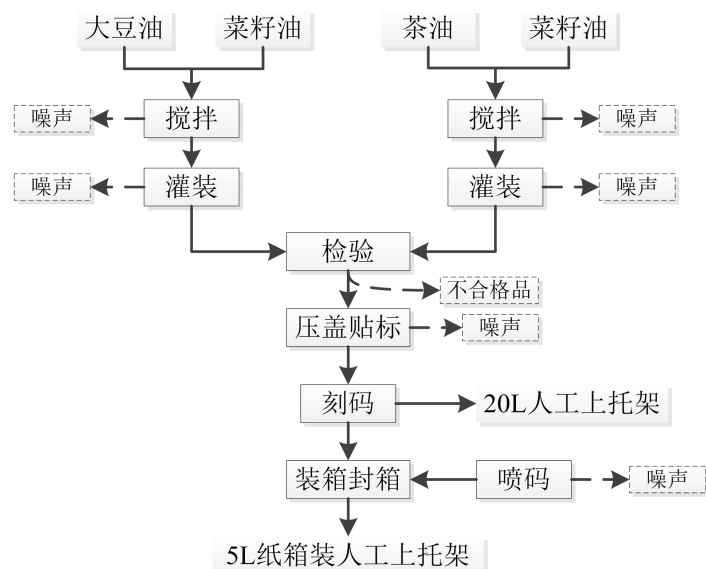 大豆油 菜籽油 茶油 菜籽油
噪声 搅拌 搅拌 噪声
噪声 灌装 灌装 噪声
检验
不合格品
压盖贴标 噪声
刻码 20L人工上托架
装箱封箱 喷码 噪声
5L纸箱装人工上托架